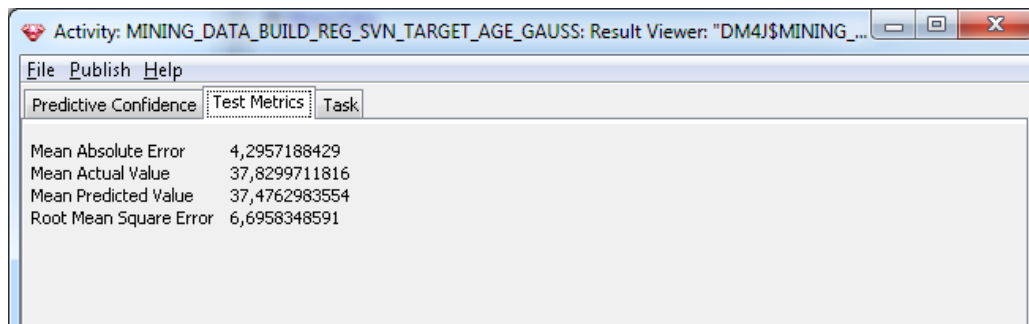 Activity: MINING_DATA_BUILD_REG_SVN_TARGET_AGE_GAUSS: Result Viewer: "DM4J$MINING_...
File Publish Help
Predictive Confidence Test Metrics Task
Mean Absolute Error 4,2957188429
Mean Actual Value 37,8299711816
Mean Predicted Value 37,4762983554
Root Mean Square Error 6,6958348591